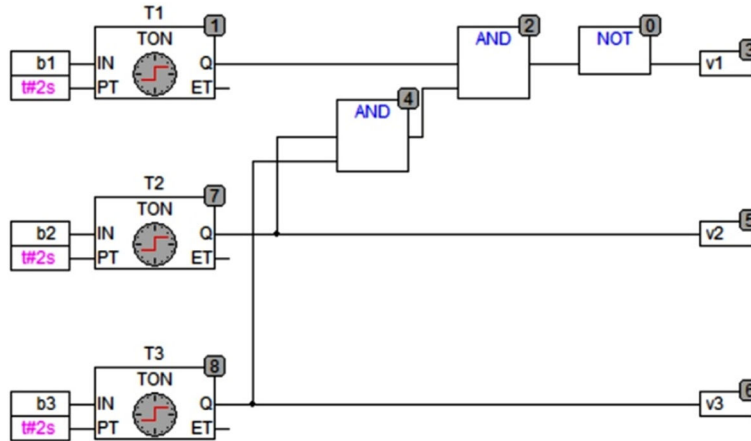 T1
1
TON
b1
IN
Q
t#2s
PT
ET
AND
2
NOT
0
v1
3
AND
4
T2
7
TON
b2
IN
Q
t#2s
PT
ET
v2
5
T3
8
TON
b3
IN
Q
t#2s
PT
ET
v3
6